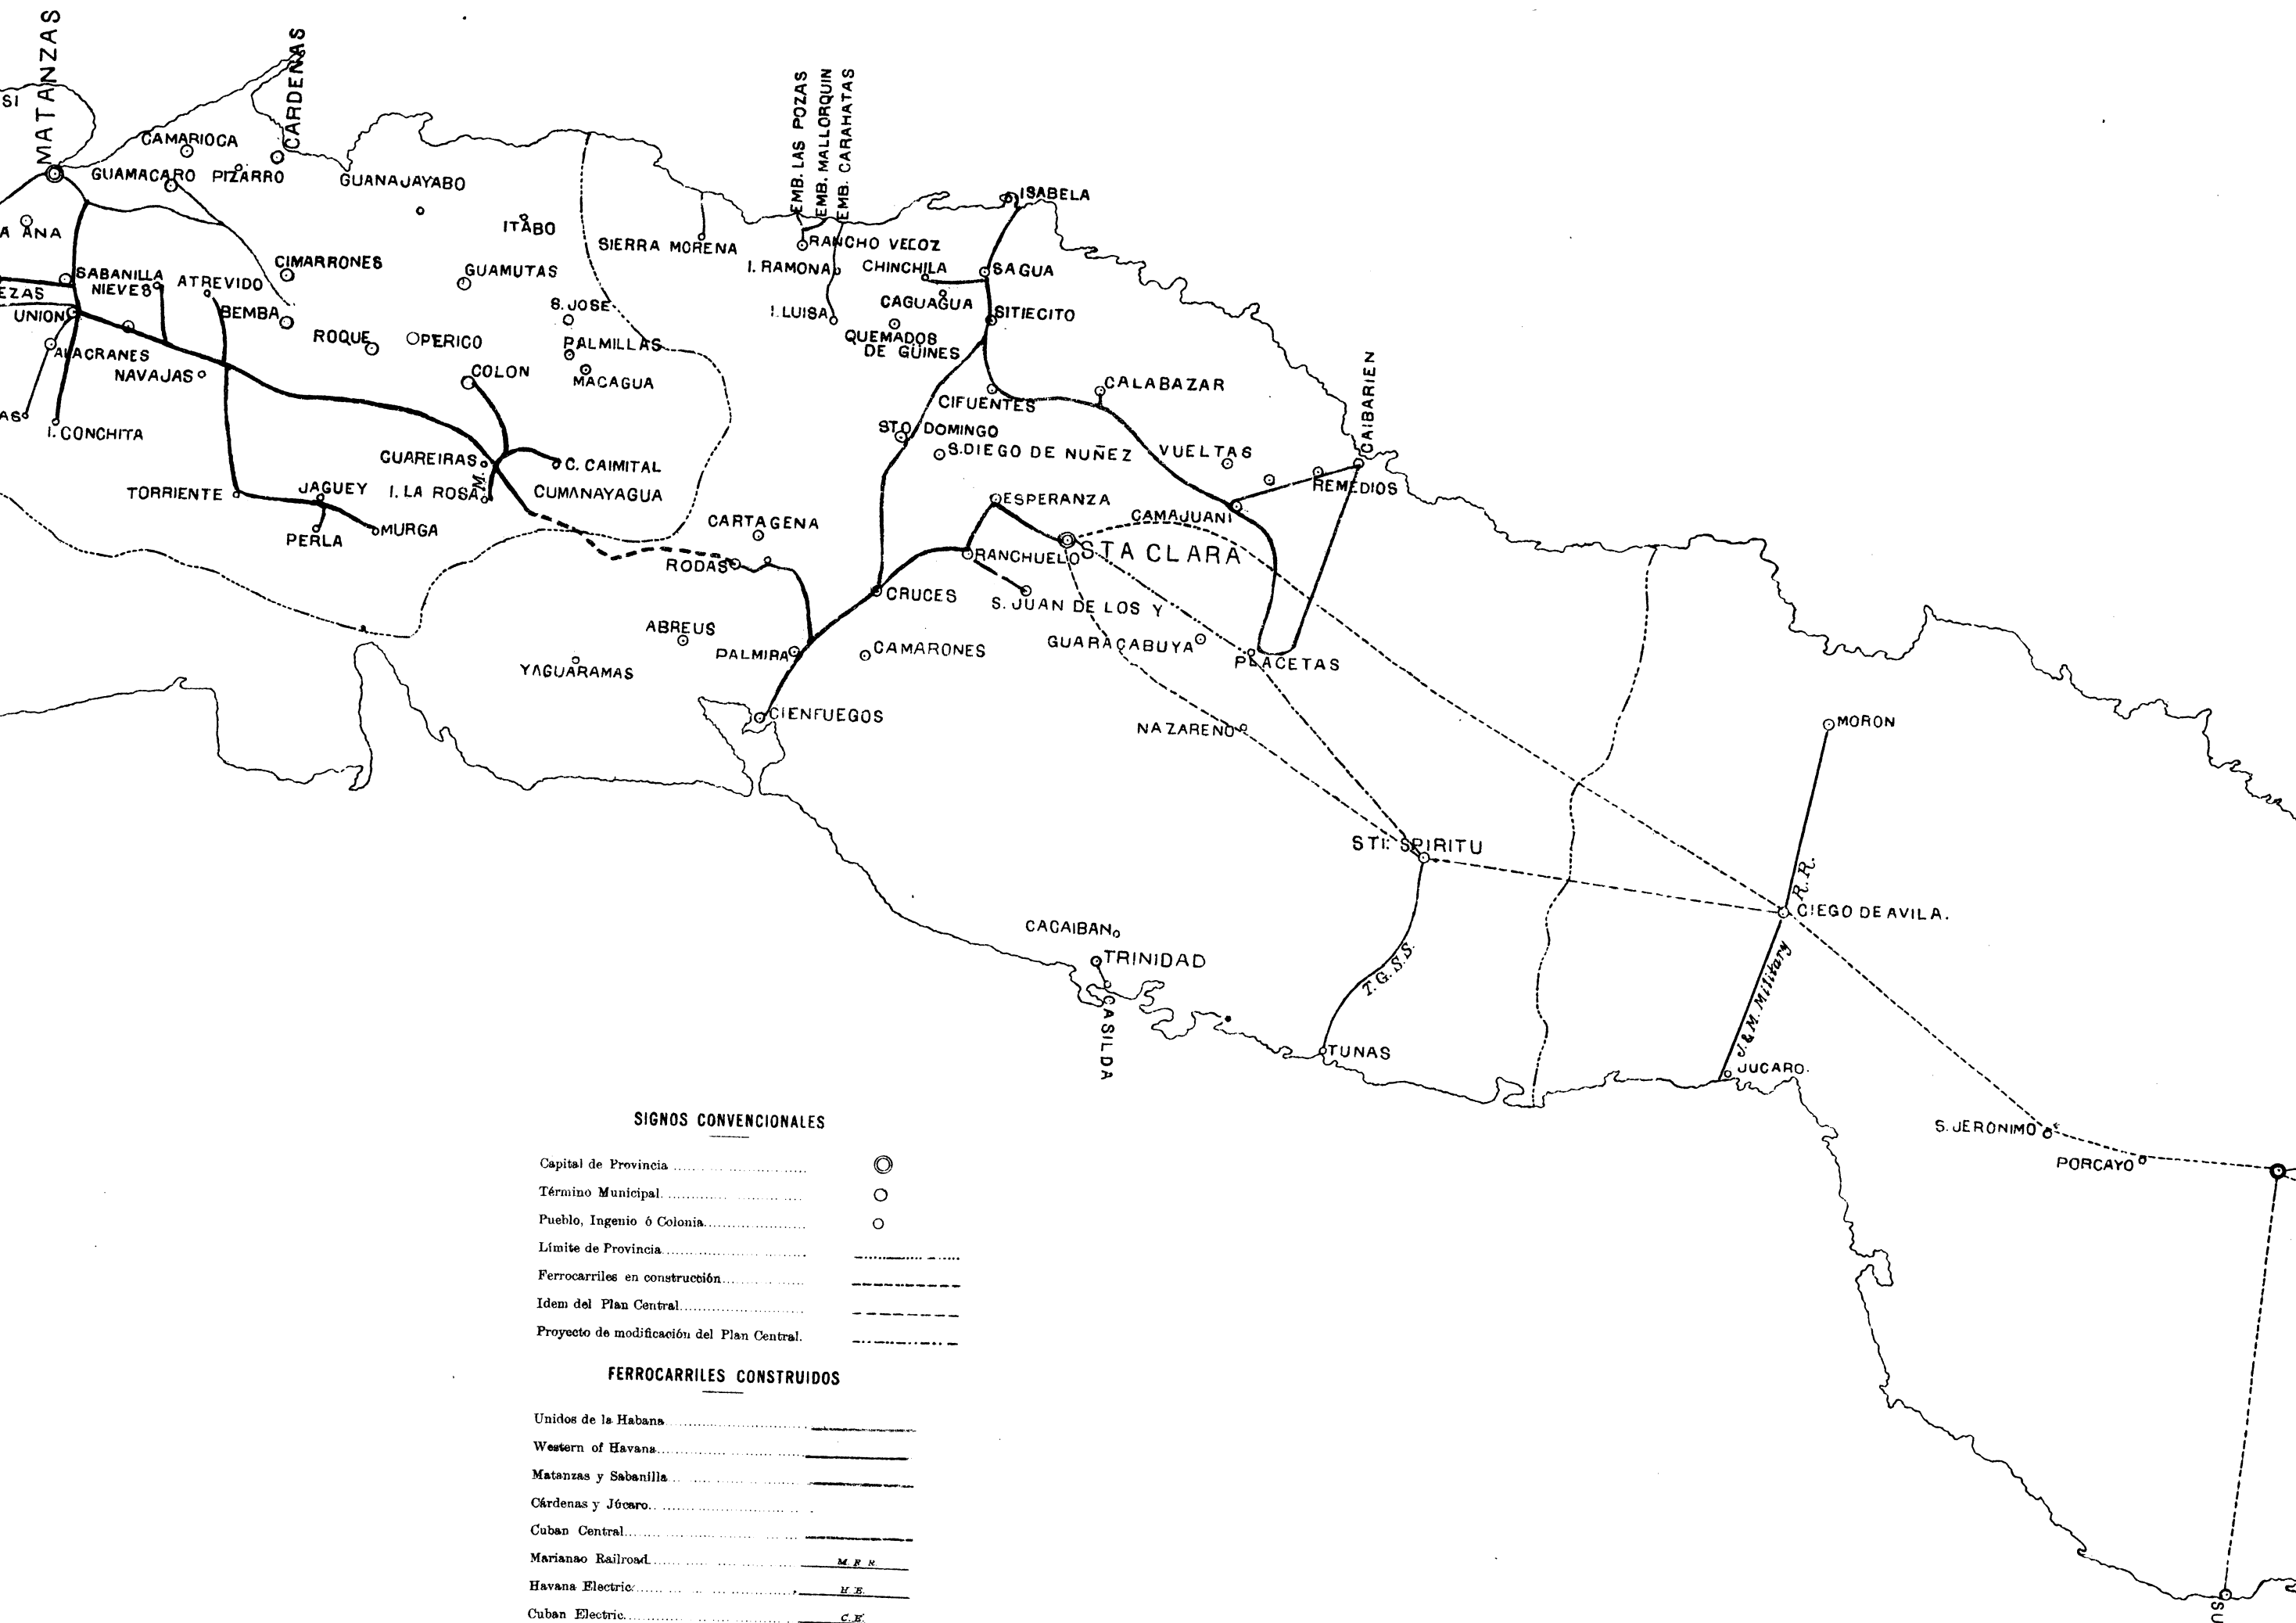 MATANZAS
CARDENAS
SI
CAMARIOCA
GUAMACARO
PIZARRO
GUANAJAYABO
EMB. LAS POZAS
EMB. MALLORQUIN
EMB. CARAHATAS
ISABELA
A ANA
ITABO
SIERRA MORENA
RANCHO VELOZ
I. RAMONA
CHINCHILA
SAGUA
SABANILLA
NIEVES
ATREVIDO
CIMARRONES
GUAMUTAS
EZAS
UNION
BEMBA
S. JOSE
I. LUISA
CAGUAGUA
SITIECITO
QUEMADOS
DE GÜINES
ALACRANES
ROQUE
PERICO
PALMILLAS
NAVAJAS
COLON
MACAGUA
CALABAZAR
CAIBARIEN
AS
I. CONCHITA
CIFUENTES
STO DOMINGO
S. DIEGO DE NUÑEZ
VUELTAS
GUAREIRAS
C. CAIMITAL
M.
TORRIENTE
JAGUEY
I. LA ROSA
CUMANAYAGUA
REMEDIOS
ESPERANZA
CAMAJUANI
PERLA
MURGA
CARTAGENA
RODAS
RANCHUELO
STA CLARA
CRUCES
S. JUAN DE LOS Y
ABREUS
PALMIRA
CAMARONES
GUARACABUYA
PLACETAS
YAGUARAMAS
CIENFUEGOS
NAZARENO
MORON
STI: SPIRITU
R.R.
CIEGO DE AVILA.
CACAIBAN
TRINIDAD
T.G.S.S.
J.&M. Military
CASILDA
TUNAS
JUCARO.
S. JERONIMO
PORCAYO
SU
SIGNOS CONVENCIONALES
Capital de Provincia
Término Municipal
Pueblo, Ingenio ó Colonia
Límite de Provincia
Ferrocarriles en construcción
Idem del Plan Central
Proyecto de modificación del Plan Central.
FERROCARRILES CONSTRUIDOS
Unidos de la Habana
Western of Havana
Matanzas y Sabanilla
Cárdenas y Júcaro
Cuban Central
Marianao Railroad M.R.R.
Havana Electric H.E.
Cuban Electric C.E.